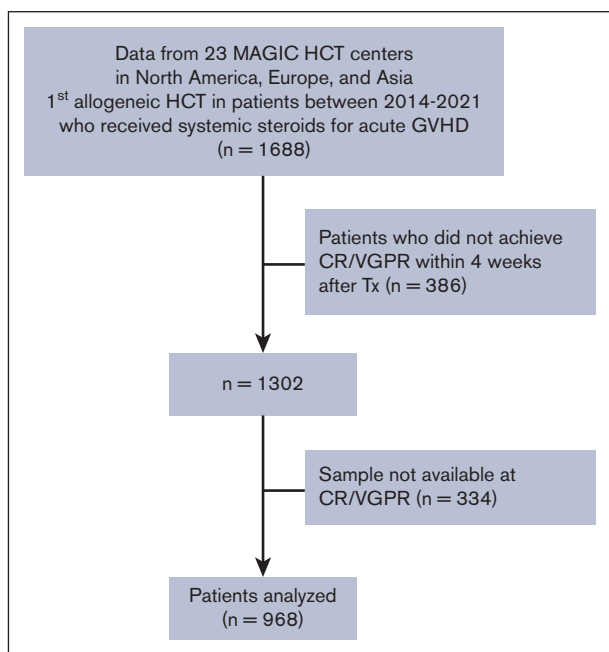 Data from 23 MAGIC HCT centers
in North America, Europe, and Asia
1st allogeneic HCT in patients between 2014-2021
who received systemic steroids for acute GVHD
(n = 1688)
Patients who did not achieve
CR/VGPR within 4 weeks
after Tx (n = 386)
n = 1302
Sample not available at
CR/VGPR (n = 334)
Patients analyzed
(n = 968)